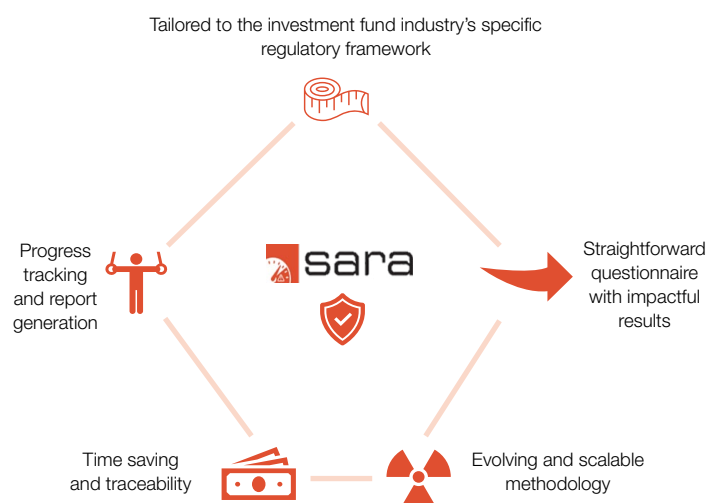 Tailored to the investment fund industry's specific
regulatory framework
Progress
tracking
and report
generation
sara
Straightforward
questionnaire
with impactful
results
Time saving
and traceability
Evolving and scalable
methodology